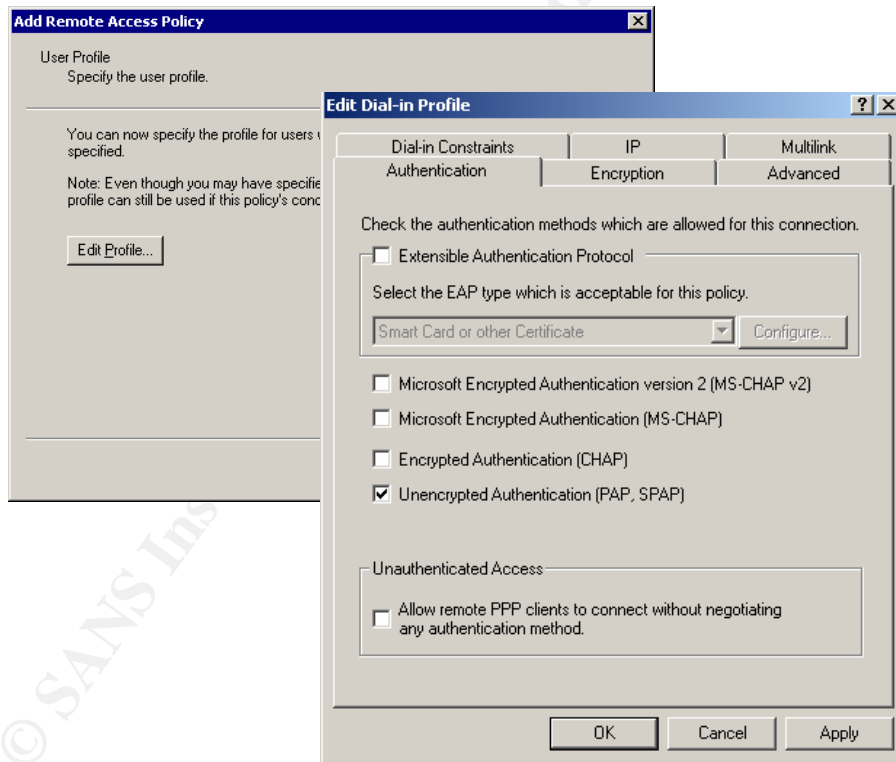 Add Remote Access Policy
User Profile
Specify the user profile.
You can now specify the profile for users
specified.
Note: Even though you may have specifie
profile can still be used if this policy's conc
Edit Profile...
Edit Dial-in Profile
Dial-in Constraints
IP
Multilink
Authentication
Encryption
Advanced
Check the authentication methods which are allowed for this connection.
Extensible Authentication Protocol
Select the EAP type which is acceptable for this policy.
Smart Card or other Certificate
Configure...
Microsoft Encrypted Authentication version 2 (MS-CHAP v2)
Microsoft Encrypted Authentication (MS-CHAP)
Encrypted Authentication (CHAP)
Unencrypted Authentication (PAP, SPAP)
Unauthenticated Access
Allow remote PPP clients to connect without negotiating
any authentication method.
OK
Cancel
Apply
© SANS Ins